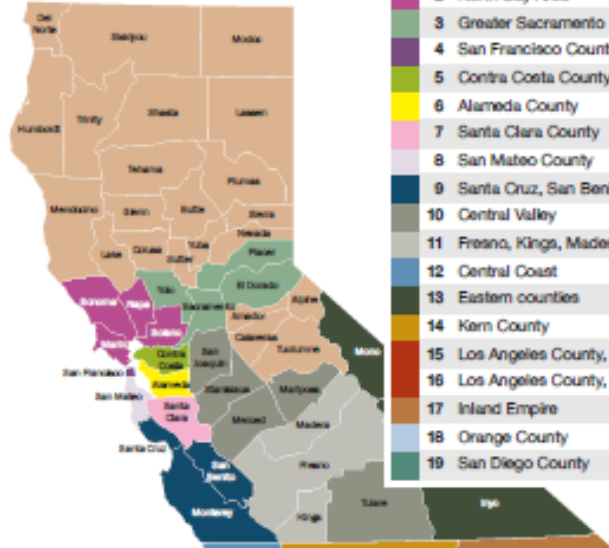 Del
Norte
Siskiyou
Modoc
Humboldt
Trinity
Shasta
Lassen
Tehama
Plumas
Mendocino
Glenn
Butte
Sierra
Nevada
Lake
Colusa
Yuba
Sutter
Placer
Yolo
El Dorado
Sonoma
Napa
Sacramento
Alpine
Solano
Amador
Marin
Calaveras
Tuolumne
Mono
Contra
Costa
San
Joaquin
San Francisco
Alameda
Stanislaus
Mariposa
San Mateo
Santa
Clara
Merced
Madera
Santa Cruz
San
Benito
Fresno
Monterey
Kings
Tulare
Inyo
3 Greater Sacramento
4 San Francisco Count
5 Contra Costa County
6 Alameda County
7 Santa Clara County
8 San Mateo County
9 Santa Cruz, San Beni
10 Central Valley
11 Fresno, Kings, Mader
12 Central Coast
13 Eastern counties
14 Kern County
15 Los Angeles County,
16 Los Angeles County,
17 Inland Empire
18 Orange County
19 San Diego County